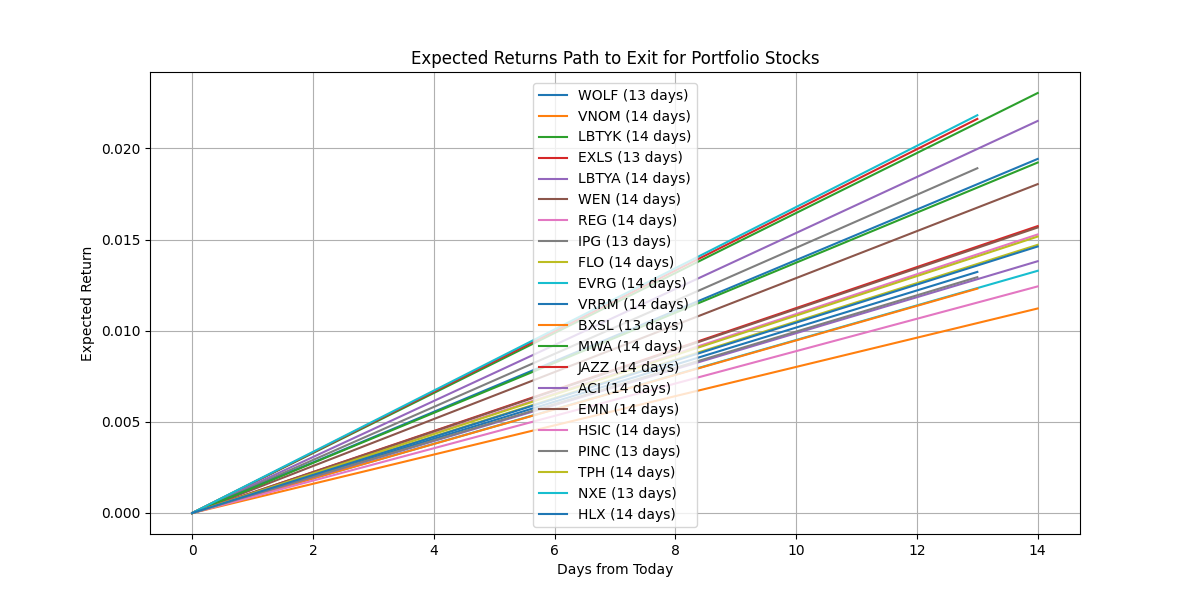 Expected Returns Path to Exit for Portfolio Stocks
Expected Return
0.020
0.015
0.010
0.005
0.000
WOLF (13 days)
VNOM (14 days)
LBTYK (14 days)
EXLS (13 days)
LBTYA (14 days)
WEN (14 days)
REG (14 days)
IPG (13 days)
FLO (14 days)
EVRG (14 days)
VRRM (14 days)
BXSL (13 days)
MWA (14 days)
JAZZ (14 days)
ACI (14 days)
EMN (14 days)
HSIC (14 days)
PINC (13 days)
TPH (14 days)
NXE (13 days)
HLX (14 days)
0 2 4 6 8 10 12 14
Days from Today